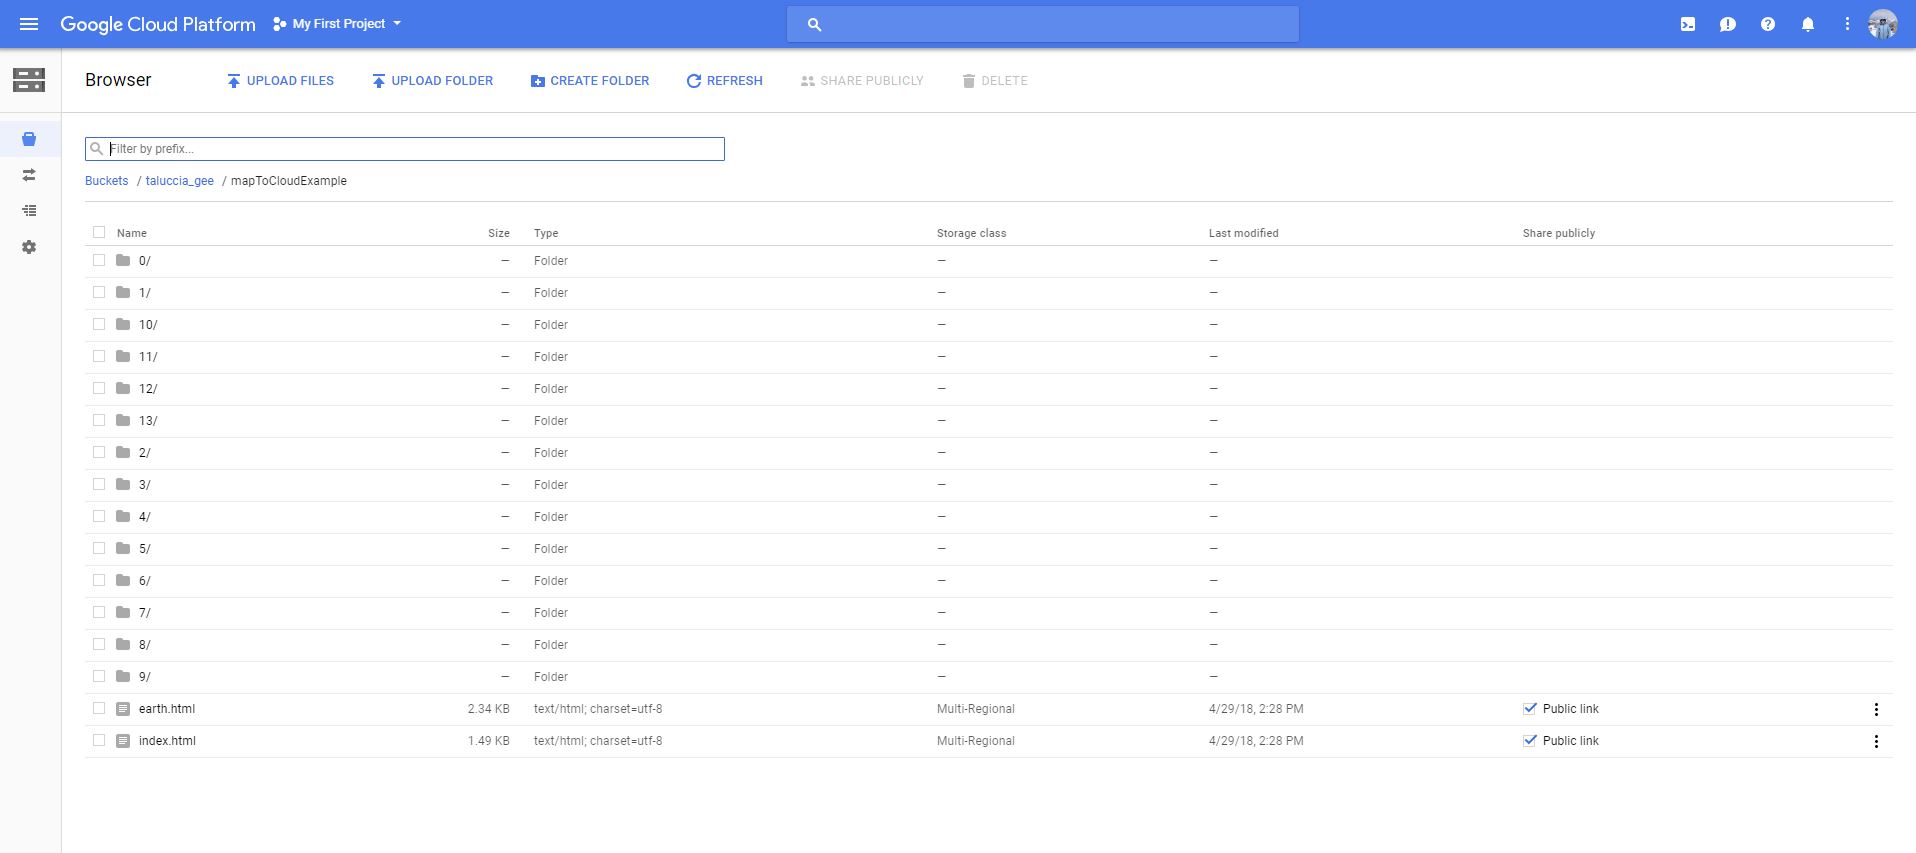 Google Cloud Platform My First Project
Browser UPLOAD FILES UPLOAD FOLDER CREATE FOLDER REFRESH SHARE PUBLICLY DELETE
Filter by prefix...
Buckets / taluccia_gee / mapToCloudExample
Name Size Type Storage class Last modified Share publicly
0/ — Folder — —
1/ — Folder — —
10/ — Folder — —
11/ — Folder — —
12/ — Folder — —
13/ — Folder — —
2/ — Folder — —
3/ — Folder — —
4/ — Folder — —
5/ — Folder — —
6/ — Folder — —
7/ — Folder — —
8/ — Folder — —
9/ — Folder — —
earth.html 2.34 KB text/html; charset=utf-8 Multi-Regional 4/29/18, 2:28 PM Public link
index.html 1.49 KB text/html; charset=utf-8 Multi-Regional 4/29/18, 2:28 PM Public link